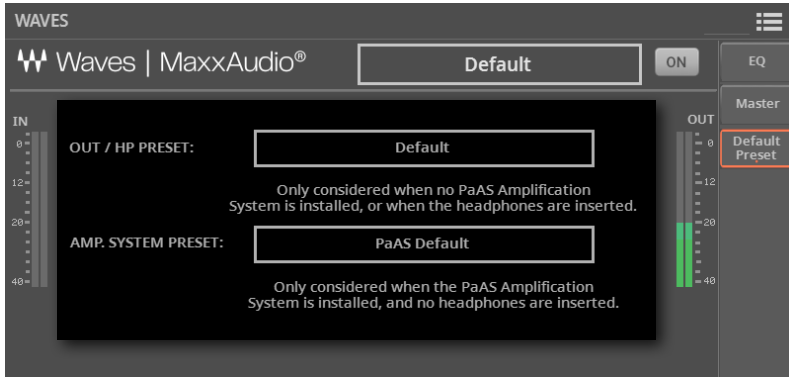 WAVES
Waves | MaxxAudio®
Default
ON
EQ
Master
Default
Preset
IN
0
12
20
40
OUT
0
12
20
40
OUT / HP PRESET:
Default
Only considered when no PaAS Amplification
System is installed, or when the headphones are inserted.
AMP. SYSTEM PRESET:
PaAS Default
Only considered when the PaAS Amplification
System is installed, and no headphones are inserted.